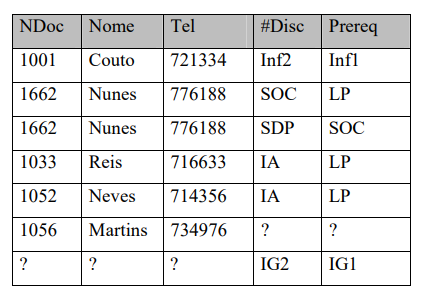 NDoc Nome Tel #Disc Prereq
1001 Couto 721334 Inf2 Inf1
1662 Nunes 776188 SOC LP
1662 Nunes 776188 SDP SOC
1033 Reis 716633 IA LP
1052 Neves 714356 IA LP
1056 Martins 734976 ? ?
? ? ? IG2 IG1